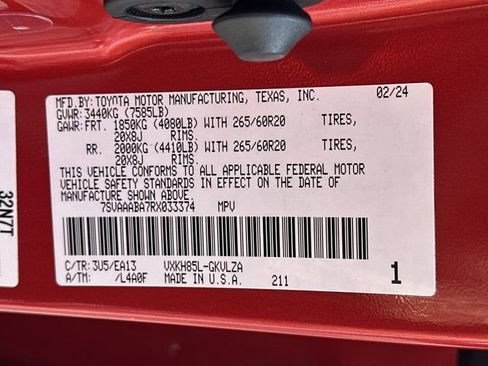 MFD.BY:TOYOTA MOTOR MANUFACTURING, TEXAS, INC. 02/24
GVWR:3440KG (7585LB)
GAWR:FRT. 1850KG (4080LB) WITH 265/60R20 TIRES,
20X8J RIMS.
RR. 2000KG (4410LB) WITH 265/60R20 TIRES,
20X8J RIMS.
THIS VEHICLE CONFORMS TO ALL APPLICABLE FEDERAL MOTOR
VEHICLE SAFETY STANDARDS IN EFFECT ON THE DATE OF
MANUFACTURE SHOWN ABOVE.
7SVAAABA7RX033374 MPV
C/TR:3U5/EA13 VXKH85L-GKVLZA
A/TM: /L4A0F MADE IN U.S.A. 211 1
32N7T